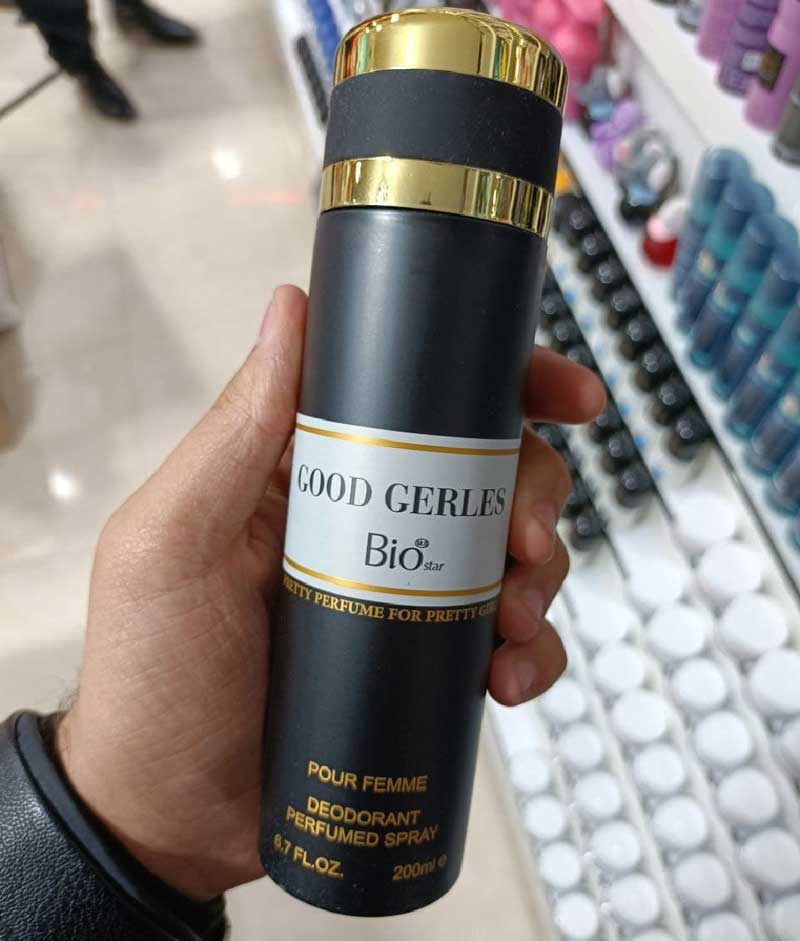 GOOD GERLES
Bio star
PRETTY PERFUME FOR PRETTY
POUR FEMME
DEODORANT
PERFUMED SPRAY
6.7 FL.OZ. 200ml e